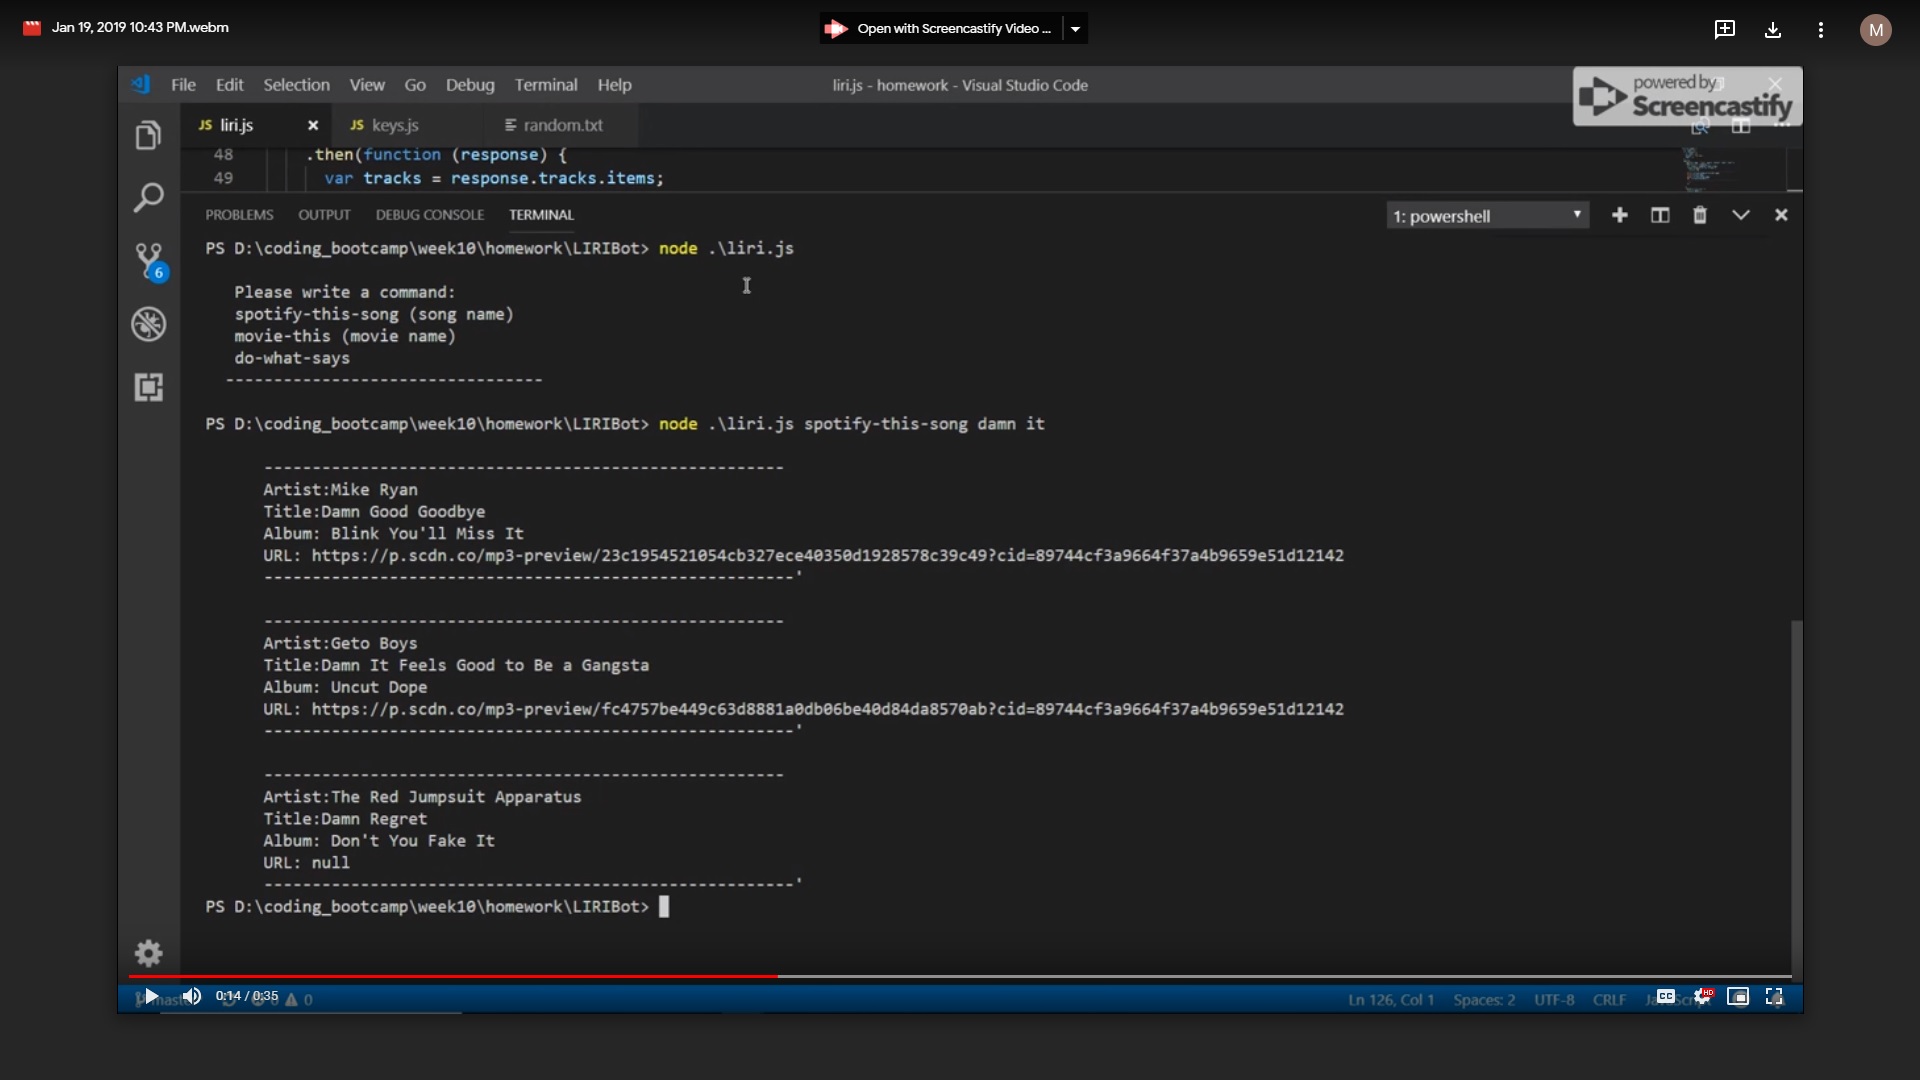 Jan 19, 2019 10:43 PM.webm
Open with Screencastify Video ...
M
File Edit Selection View Go Debug Terminal Help
liri.js - homework - Visual Studio Code
powered by
Screencastify
JS liri.js
JS keys.js
random.txt
48 .then(function (response) {
49 var tracks = response.tracks.items;
PROBLEMS OUTPUT DEBUG CONSOLE TERMINAL
1: powershell
PS D:\coding_bootcamp\week10\homework\LIRIBot> node .\liri.js
6
Please write a command:
spotify-this-song (song name)
movie-this (movie name)
do-what-says
---------------------------------
PS D:\coding_bootcamp\week10\homework\LIRIBot> node .\liri.js spotify-this-song damn it
------------------------------------------------------
Artist:Mike Ryan
Title:Damn Good Goodbye
Album: Blink You'll Miss It
URL: https://p.scdn.co/mp3-preview/23c1954521054cb327ece40350d1928578c39c49?cid=89744cf3a9664f37a4b9659e51d12142
-------------------------------------------------------'
------------------------------------------------------
Artist:Geto Boys
Title:Damn It Feels Good to Be a Gangsta
Album: Uncut Dope
URL: https://p.scdn.co/mp3-preview/fc4757be449c63d8881a0db06be40d84da8570ab?cid=89744cf3a9664f37a4b9659e51d12142
-------------------------------------------------------'
------------------------------------------------------
Artist:The Red Jumpsuit Apparatus
Title:Damn Regret
Album: Don't You Fake It
URL: null
-------------------------------------------------------'
PS D:\coding_bootcamp\week10\homework\LIRIBot>
0:14 / 0:35
0
Ln 126, Col 1 Spaces: 2 UTF-8 CRLF
CC
HD